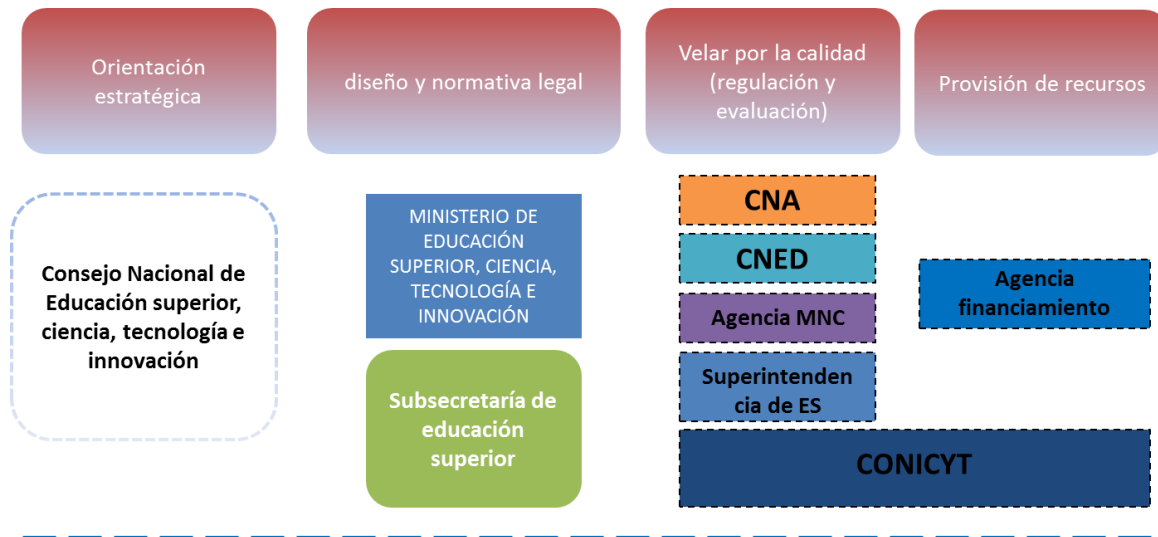 Orientación
estratégica
diseño y normativa legal
Velar por la calidad
(regulación y
evaluación)
Provisión de recursos
Consejo Nacional de
Educación superior,
ciencia, tecnología e
innovación
MINISTERIO DE
EDUCACIÓN
SUPERIOR, CIENCIA,
TECNOLOGÍA E
INNOVACIÓN
Subsecretaría de
educación
superior
CNA
CNED
Agencia MNC
Superintenden
cia de ES
CONICYT
Agencia
financiamiento